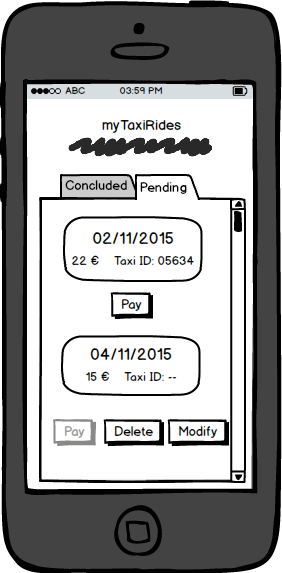 ABC 03:59 PM
myTaxiRides
Concluded Pending
02/11/2015
22 € Taxi ID: 05634
Pay
04/11/2015
15 € Taxi ID: --
Pay Delete Modify